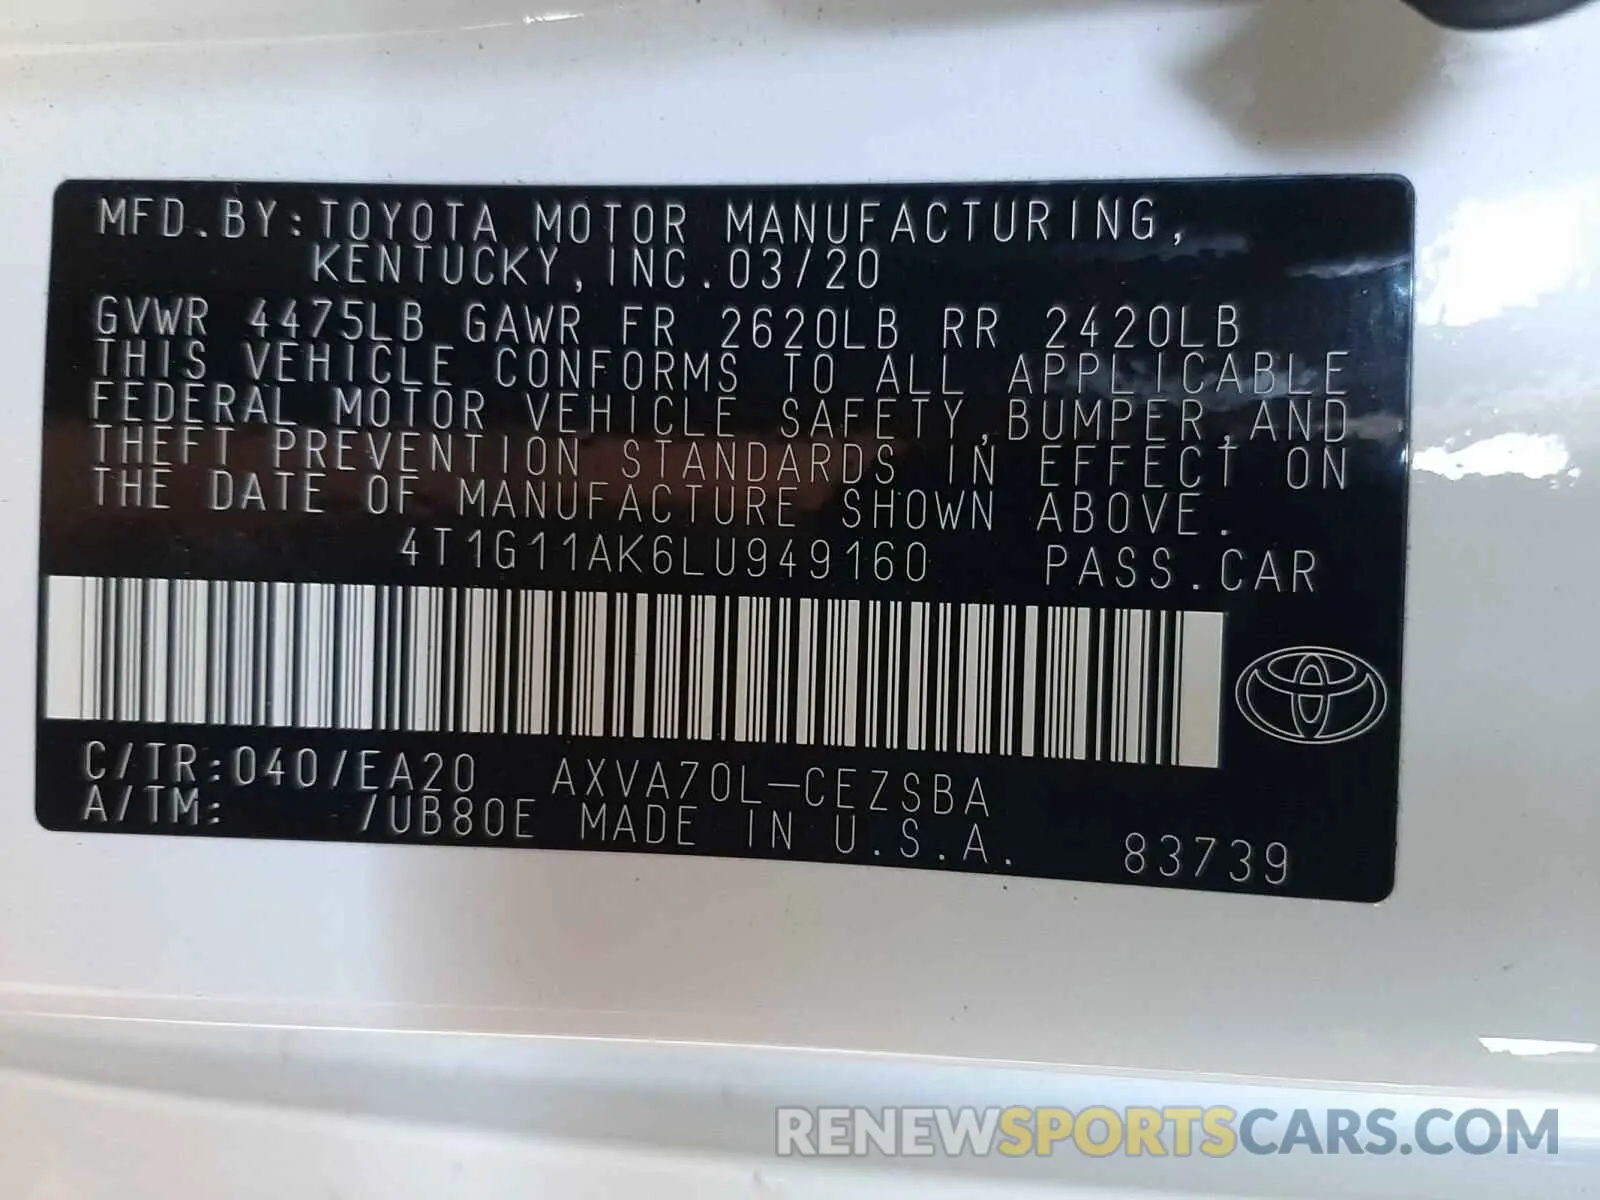 MFD.BY:TOYOTA MOTOR MANUFACTURING,
KENTUCKY,INC.03/20
GVWR 4475LB GAWR FR 2620LB RR 2420LB
THIS VEHICLE CONFORMS TO ALL APPLICABLE
FEDERAL MOTOR VEHICLE SAFETY,BUMPER,AND
THEFT PREVENTION STANDARDS IN EFFECT ON
THE DATE OF MANUFACTURE SHOWN ABOVE.
4T1G11AK6LU949160 PASS.CAR
C/TR:040/EA20 AXVA70L-CEZSBA
A/TM: /UB80E MADE IN U.S.A. 83739
RENEWSPORTSCARS.COM